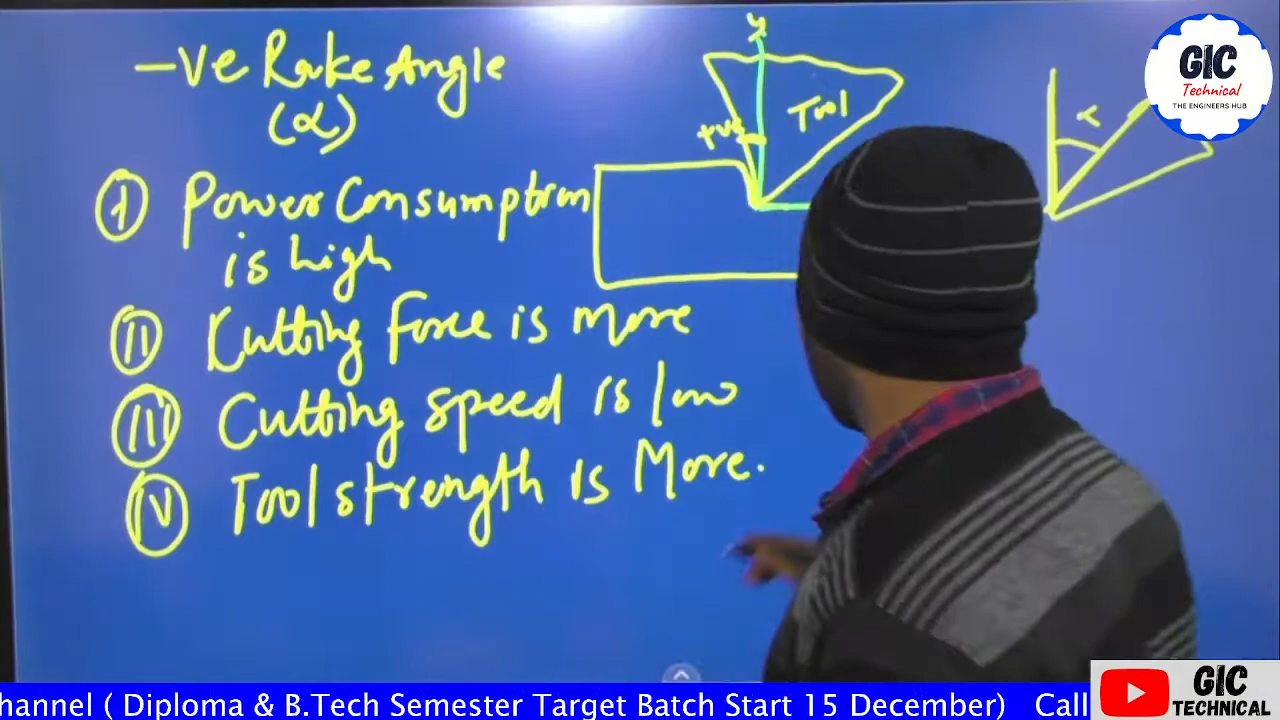 -Ve Rake Angle
(α)
I Power Consumption
is high
II Cutting force is more
III Cutting speed is low
IV Tool strength is More.
y
+ve
Tool
α
GIC
Technical
THE ENGINEERS HUB
hannel ( Diploma & B.Tech Semester Target Batch Start 15 December) Call
GIC
TECHNICAL